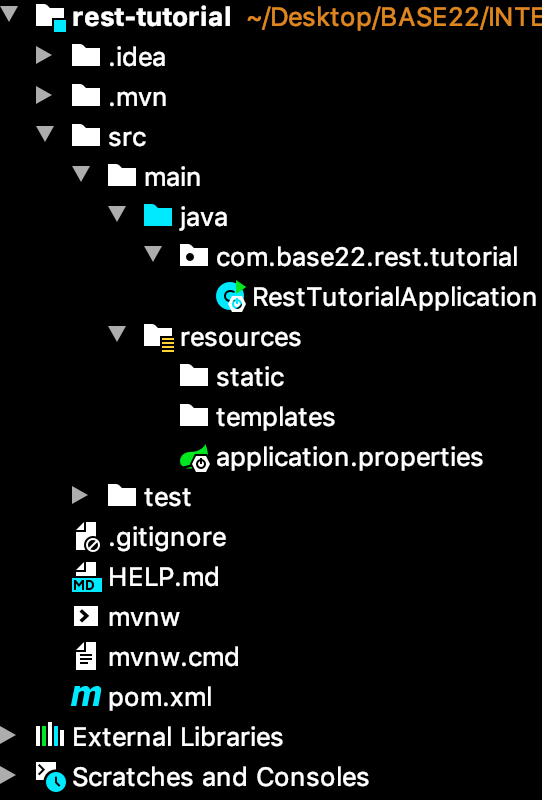 rest-tutorial ~/Desktop/BASE22/INTE
.idea
.mvn
src
main
java
com.base22.rest.tutorial
RestTutorialApplication
resources
static
templates
application.properties
test
.gitignore
MD HELP.md
mvnw
mvnw.cmd
m pom.xml
External Libraries
Scratches and Consoles